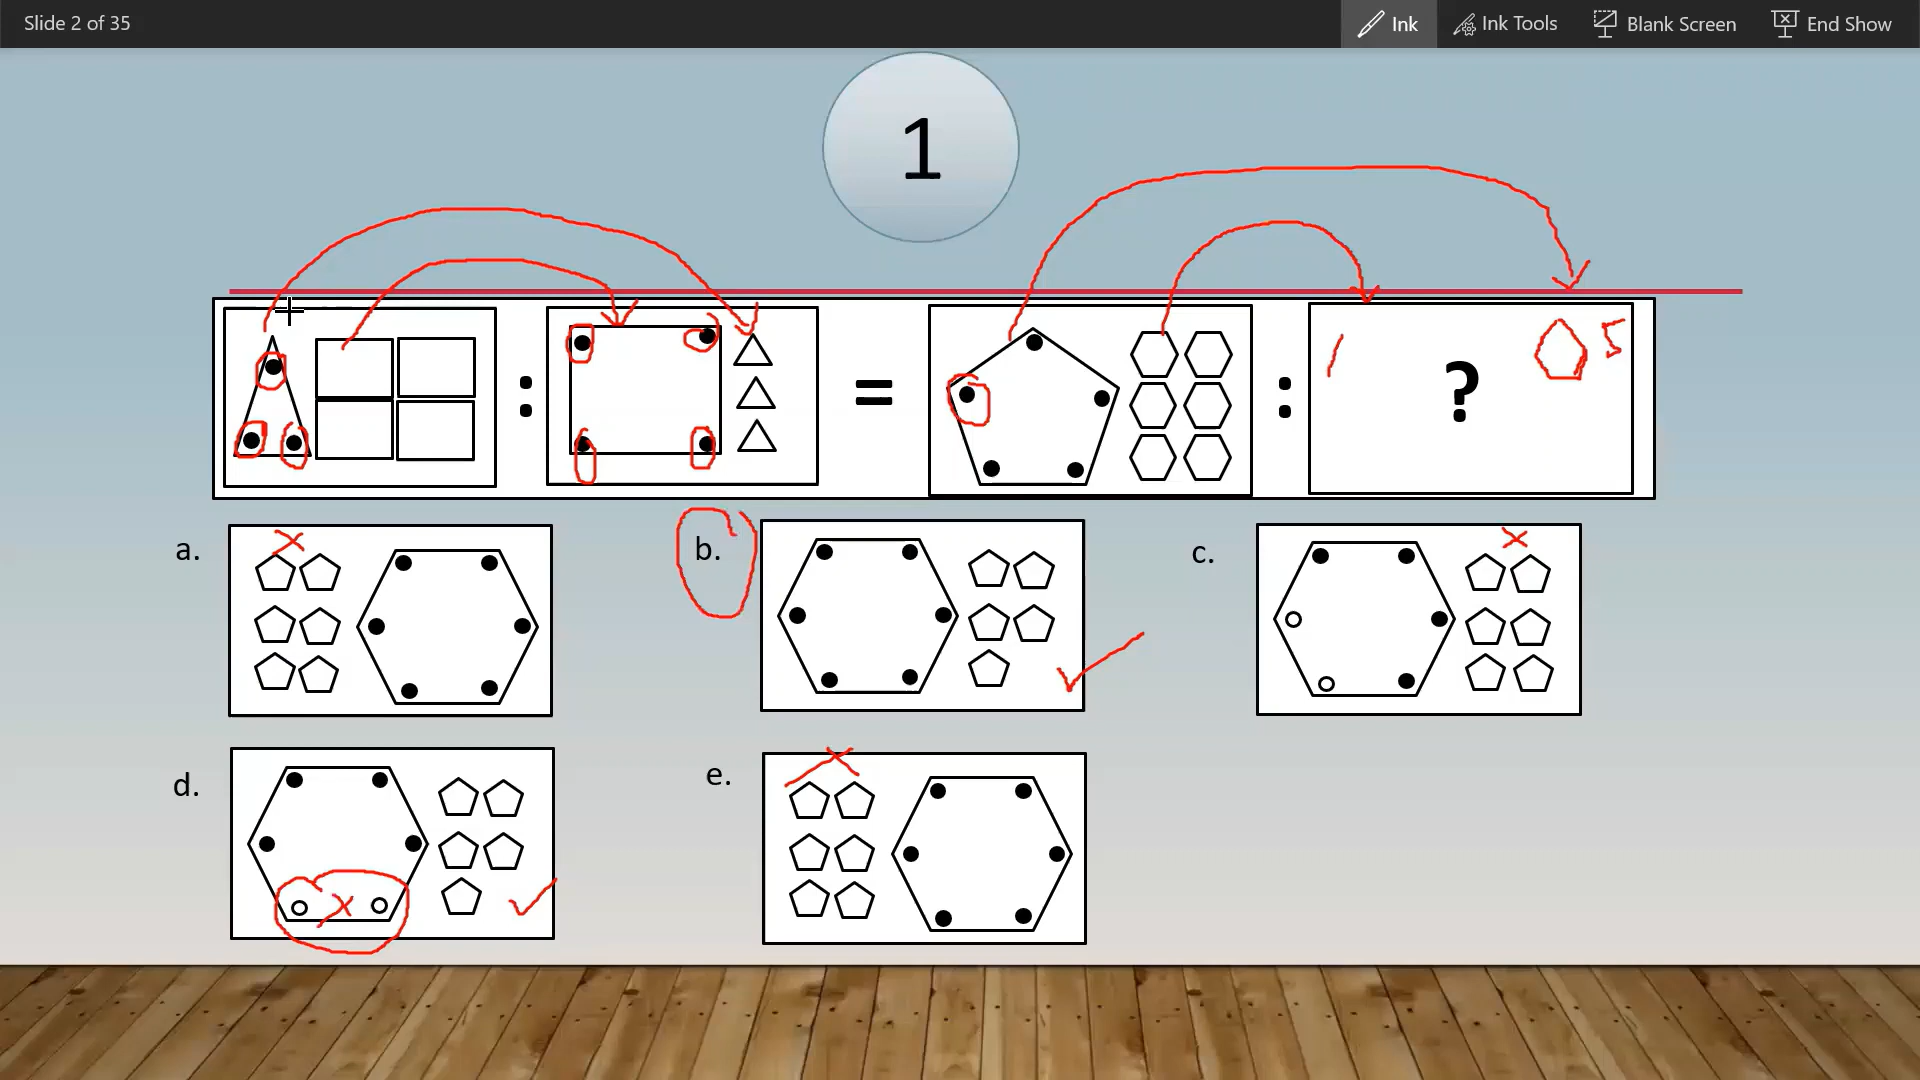 Slide 2 of 35
Ink
Ink Tools
Blank Screen
End Show
1
: = : ?
5
a.
b.
c.
d.
e.